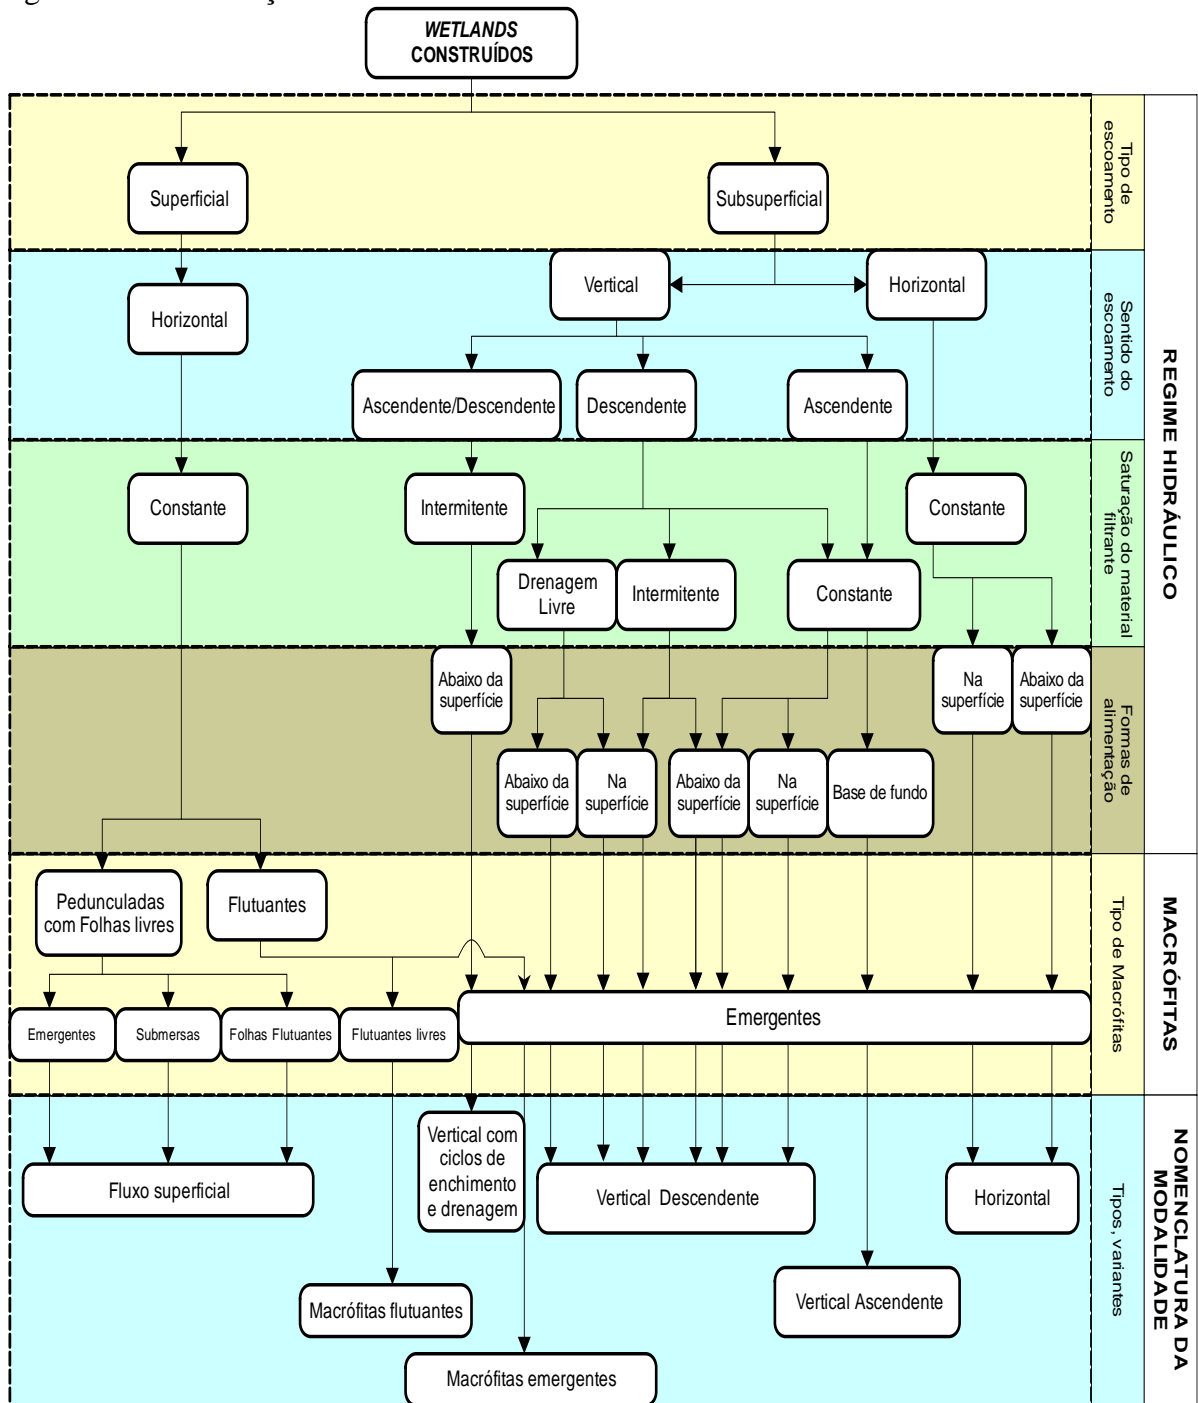 WETLANDS
CONSTRUÍDOS
Tipo de
escoamento
Superficial
Subsuperficial
REGIME HIDRÁULICO
Sentido do
escoamento
Vertical
Horizontal
Horizontal
Ascendente/Descendente
Descendente
Ascendente
Saturação do material
filtrante
Constante
Intermitente
Constante
Drenagem
Livre
Intermitente
Constante
Formas de
alimentação
Abaixo da
superfície
Na
superfície
Abaixo da
superfície
Abaixo da
superfície
Na
superfície
Abaixo da
superfície
Na
superfície
Base de fundo
MACRÓFITAS
Tipo de Macrófitas
Pedunculadas
com Folhas livres
Flutuantes
Emergentes
Submersas
Folhas Flutuantes
Flutuantes livres
Emergentes
NOMENCLATURA DA
MODALIDADE
Tipos, variantes
Fluxo superficial
Vertical com
ciclos de
enchimento
e drenagem
Vertical Descendente
Horizontal
Macrófitas flutuantes
Vertical Ascendente
Macrófitas emergentes